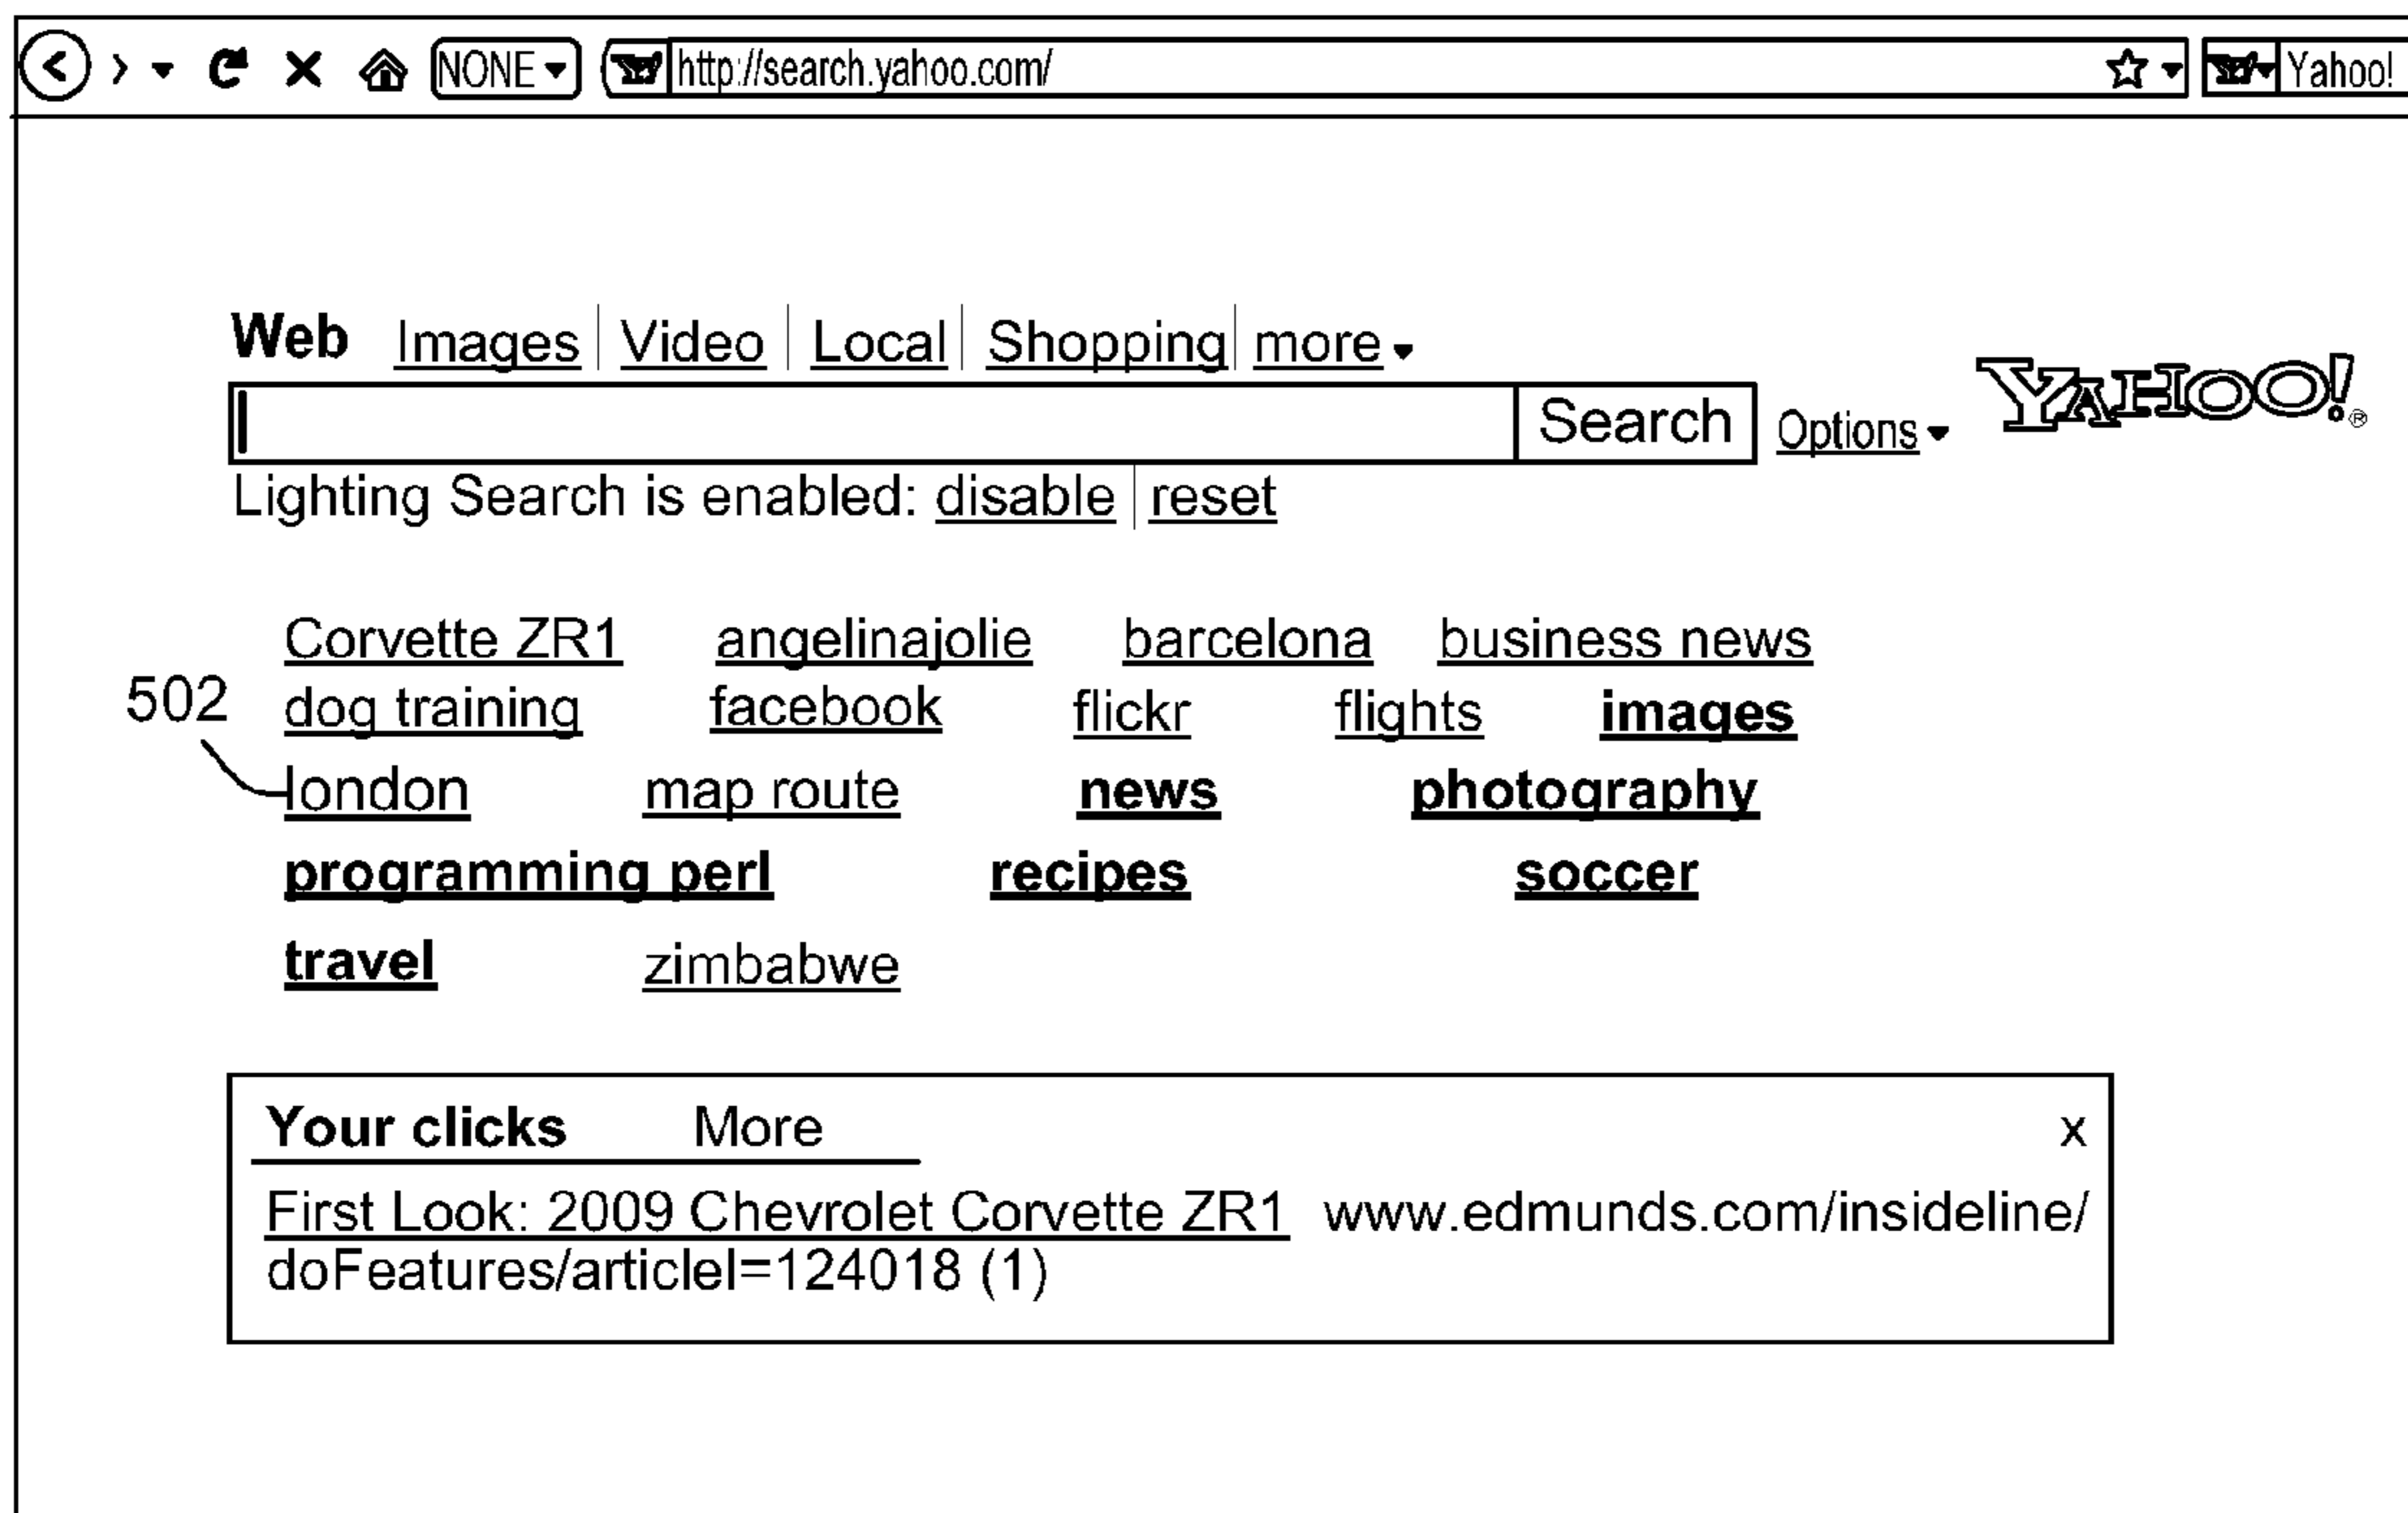 NONE http://search.yahoo.com/ Yahoo!
Web Images Video Local Shopping more
YAHOO!®
Search Options
Lighting Search is enabled: disable reset
Corvette ZR1 angelinajolie barcelona business news
502 dog training facebook flickr flights images
london map route news photography
programming perl recipes soccer
travel zimbabwe
Your clicks More x
First Look: 2009 Chevrolet Corvette ZR1 www.edmunds.com/insideline/
doFeatures/articleI=124018 (1)